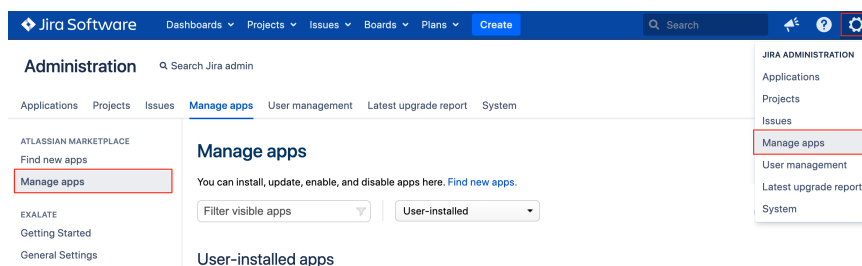 Jira Software Dashboards Projects Issues Boards Plans Create Search
Administration Search Jira admin
Applications Projects Issues Manage apps User management Latest upgrade report System
ATLASSIAN MARKETPLACE
Find new apps
Manage apps
EXALATE
Getting Started
General Settings
Manage apps
You can install, update, enable, and disable apps here. Find new apps.
Filter visible apps User-installed
User-installed apps
JIRA ADMINISTRATION
Applications
Projects
Issues
Manage apps
User management
Latest upgrade report
System